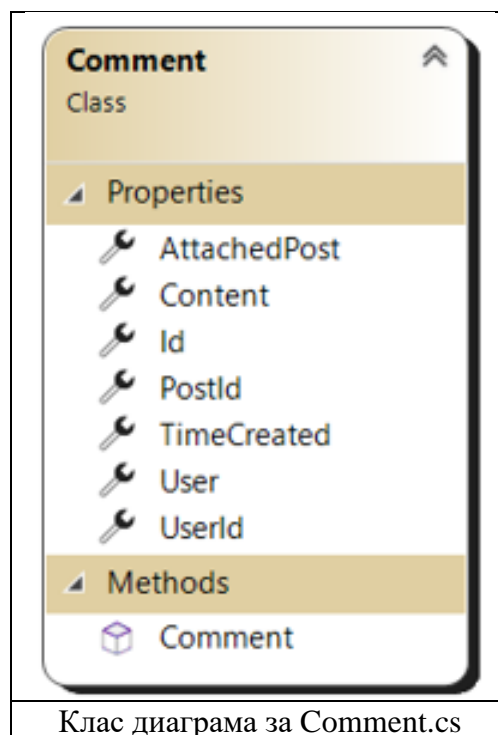 Comment
Class
Properties
AttachedPost
Content
Id
PostId
TimeCreated
User
UserId
Methods
Comment
Клас диаграма за Comment.cs